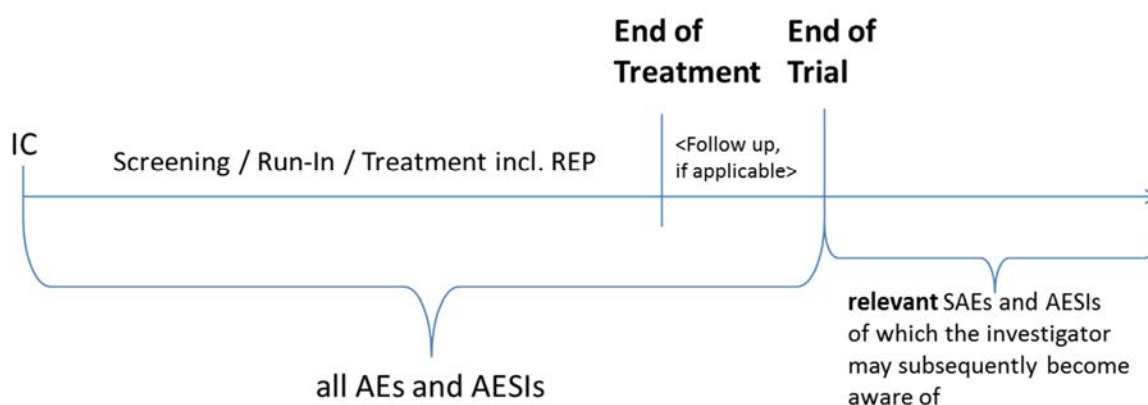 End of
Treatment
End of
Trial
IC
Screening / Run-In / Treatment incl. REP
<Follow up,
if applicable>
all AEs and AESIs
relevant SAEs and AESIs
of which the investigator
may subsequently become
aware of